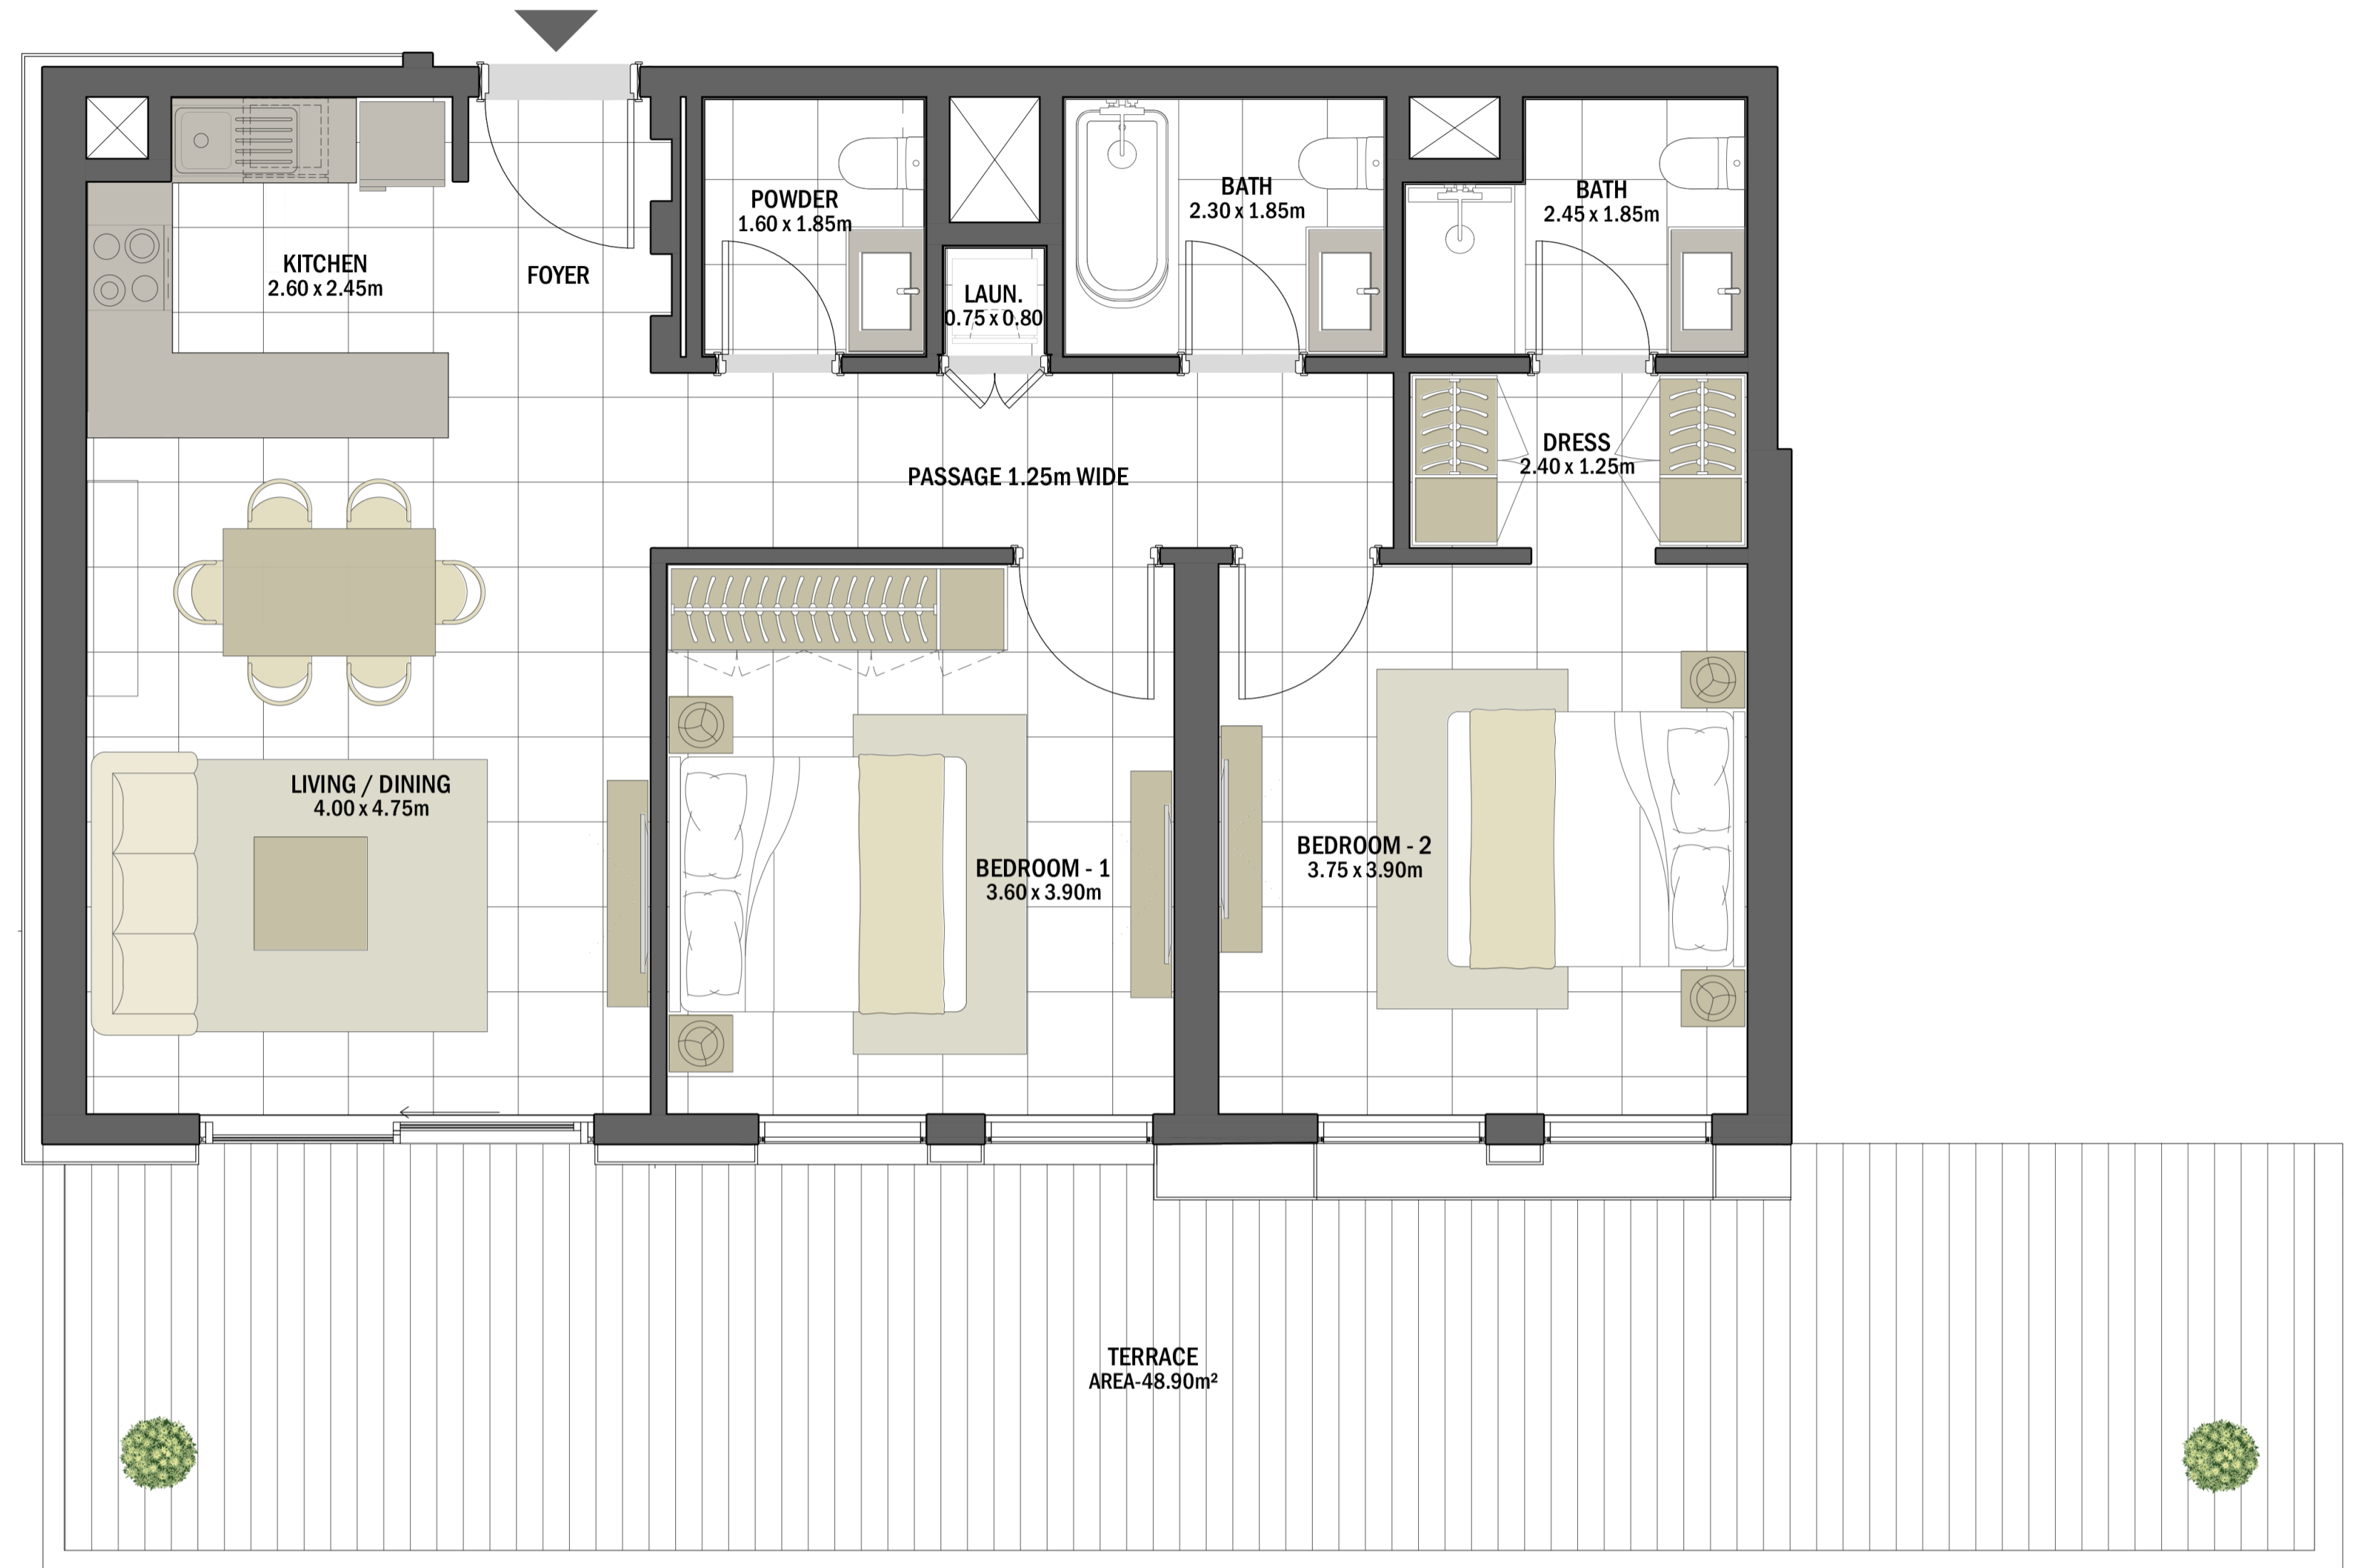 POWDER
1.60 x 1.85m
BATH
2.30 x 1.85m
BATH
2.45 x 1.85m
KITCHEN
2.60 x 2.45m
FOYER
LAUN.
0.75 x 0.80
DRESS
2.40 x 1.25m
PASSAGE 1.25m WIDE
LIVING / DINING
4.00 x 4.75m
BEDROOM - 1
3.60 x 3.90m
BEDROOM - 2
3.75 x 3.90m
TERRACE
AREA-48.90m²